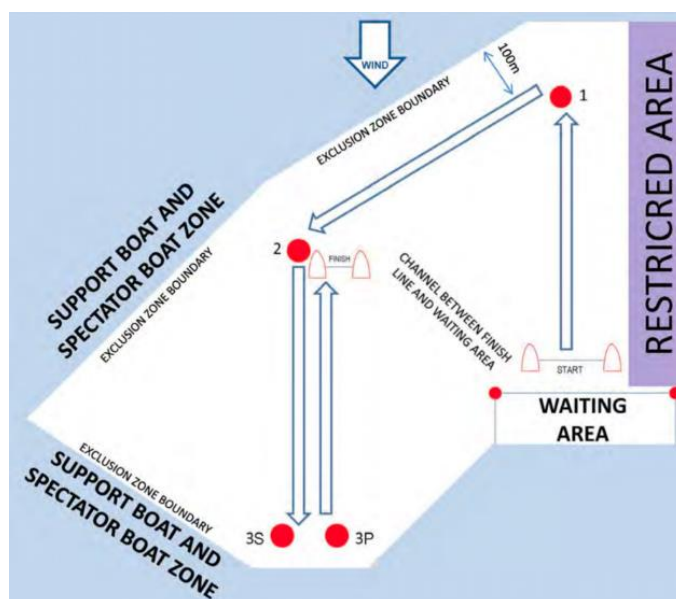 WIND
100m
1
EXCLUSION ZONE BOUNDARY
RESTRICRED AREA
SUPPORT BOAT AND
SPECTATOR BOAT ZONE
EXCLUSION ZONE BOUNDARY
2
FINISH
CHANNEL BETWEEN FINISH
LINE AND WAITING AREA
START
WAITING
AREA
EXCLUSION ZONE BOUNDARY
SUPPORT BOAT AND
SPECTATOR BOAT ZONE
3S
3P